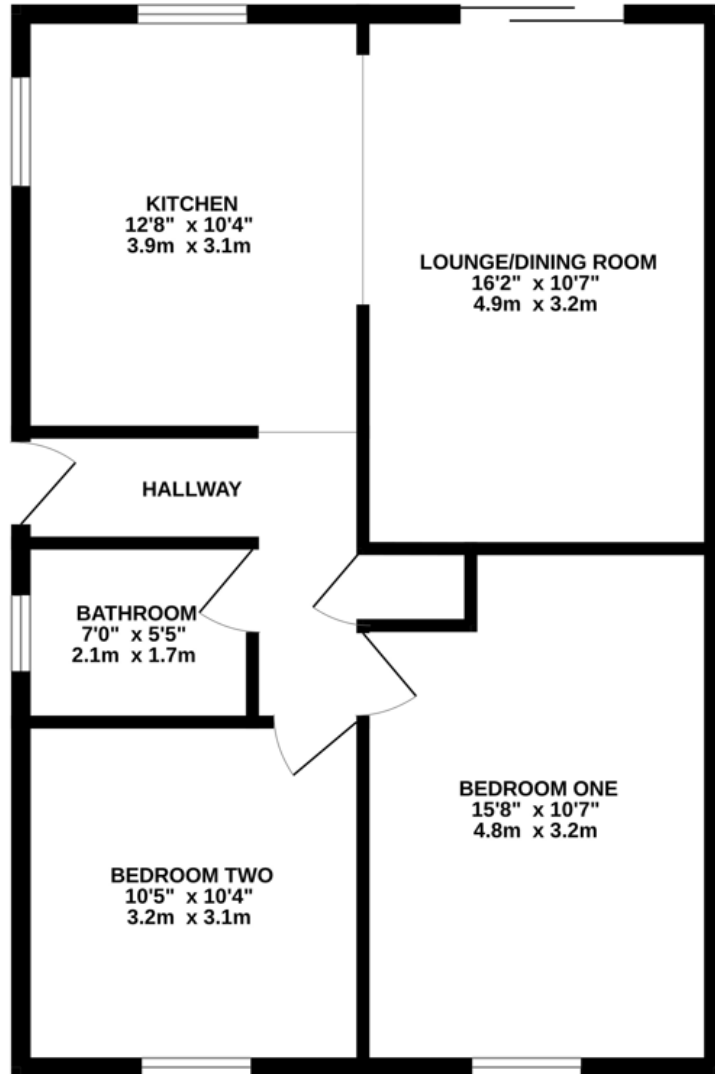 KITCHEN
12'8" x 10'4"
3.9m x 3.1m
LOUNGE/DINING ROOM
16'2" x 10'7"
4.9m x 3.2m
HALLWAY
BATHROOM
7'0" x 5'5"
2.1m x 1.7m
BEDROOM ONE
15'8" x 10'7"
4.8m x 3.2m
BEDROOM TWO
10'5" x 10'4"
3.2m x 3.1m